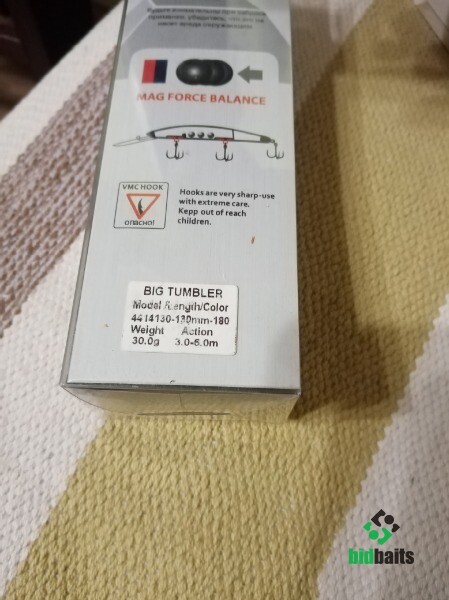 MAG FORCE BALANCE
VMC HOOK
ОПАСНО!
Hooks are very sharp-use
with extreme care.
Kepp out of reach
children.
BIG TUMBLER
Model /Length/Color
4414130-130mm-180
Weight Action
30.0g 3.0-6.0m
bidbaits